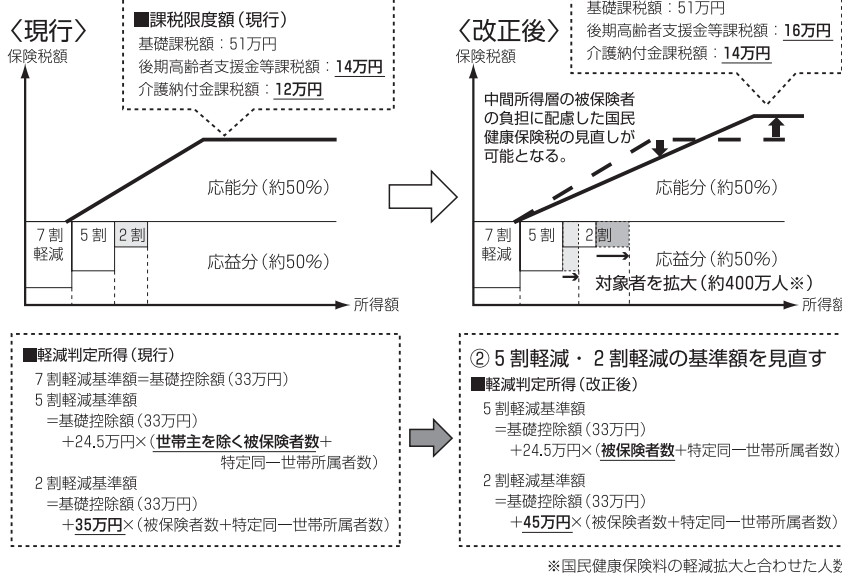 〈現行〉
保険税額
■課税限度額(現行)
基礎課税額:51万円
後期高齢者支援金等課税額:14万円
介護納付金課税額:12万円
応能分(約50%)
7割
軽減
5割
2割
応益分(約50%)
所得額
〈改正後〉
保険税額
基礎課税額:51万円
後期高齢者支援金等課税額:16万円
介護納付金課税額:14万円
中間所得層の被保険者
の負担に配慮した国民
健康保険税の見直しが
可能となる。
応能分(約50%)
7割
軽減
5割
2割
応益分(約50%)
対象者を拡大(約400万人※)
所得額
■軽減判定所得(現行)
7割軽減基準額=基礎控除額(33万円)
5割軽減基準額
=基礎控除額(33万円)
+24.5万円×(世帯主を除く被保険者数+
特定同一世帯所属者数)
2割軽減基準額
=基礎控除額(33万円)
+35万円×(被保険者数+特定同一世帯所属者数)
②5割軽減・2割軽減の基準額を見直す
■軽減判定所得(改正後)
5割軽減基準額
=基礎控除額(33万円)
+24.5万円×(被保険者数+特定同一世帯所属者数)
2割軽減基準額
=基礎控除額(33万円)
+45万円×(被保険者数+特定同一世帯所属者数)
※国民健康保険料の軽減拡大と合わせた人数